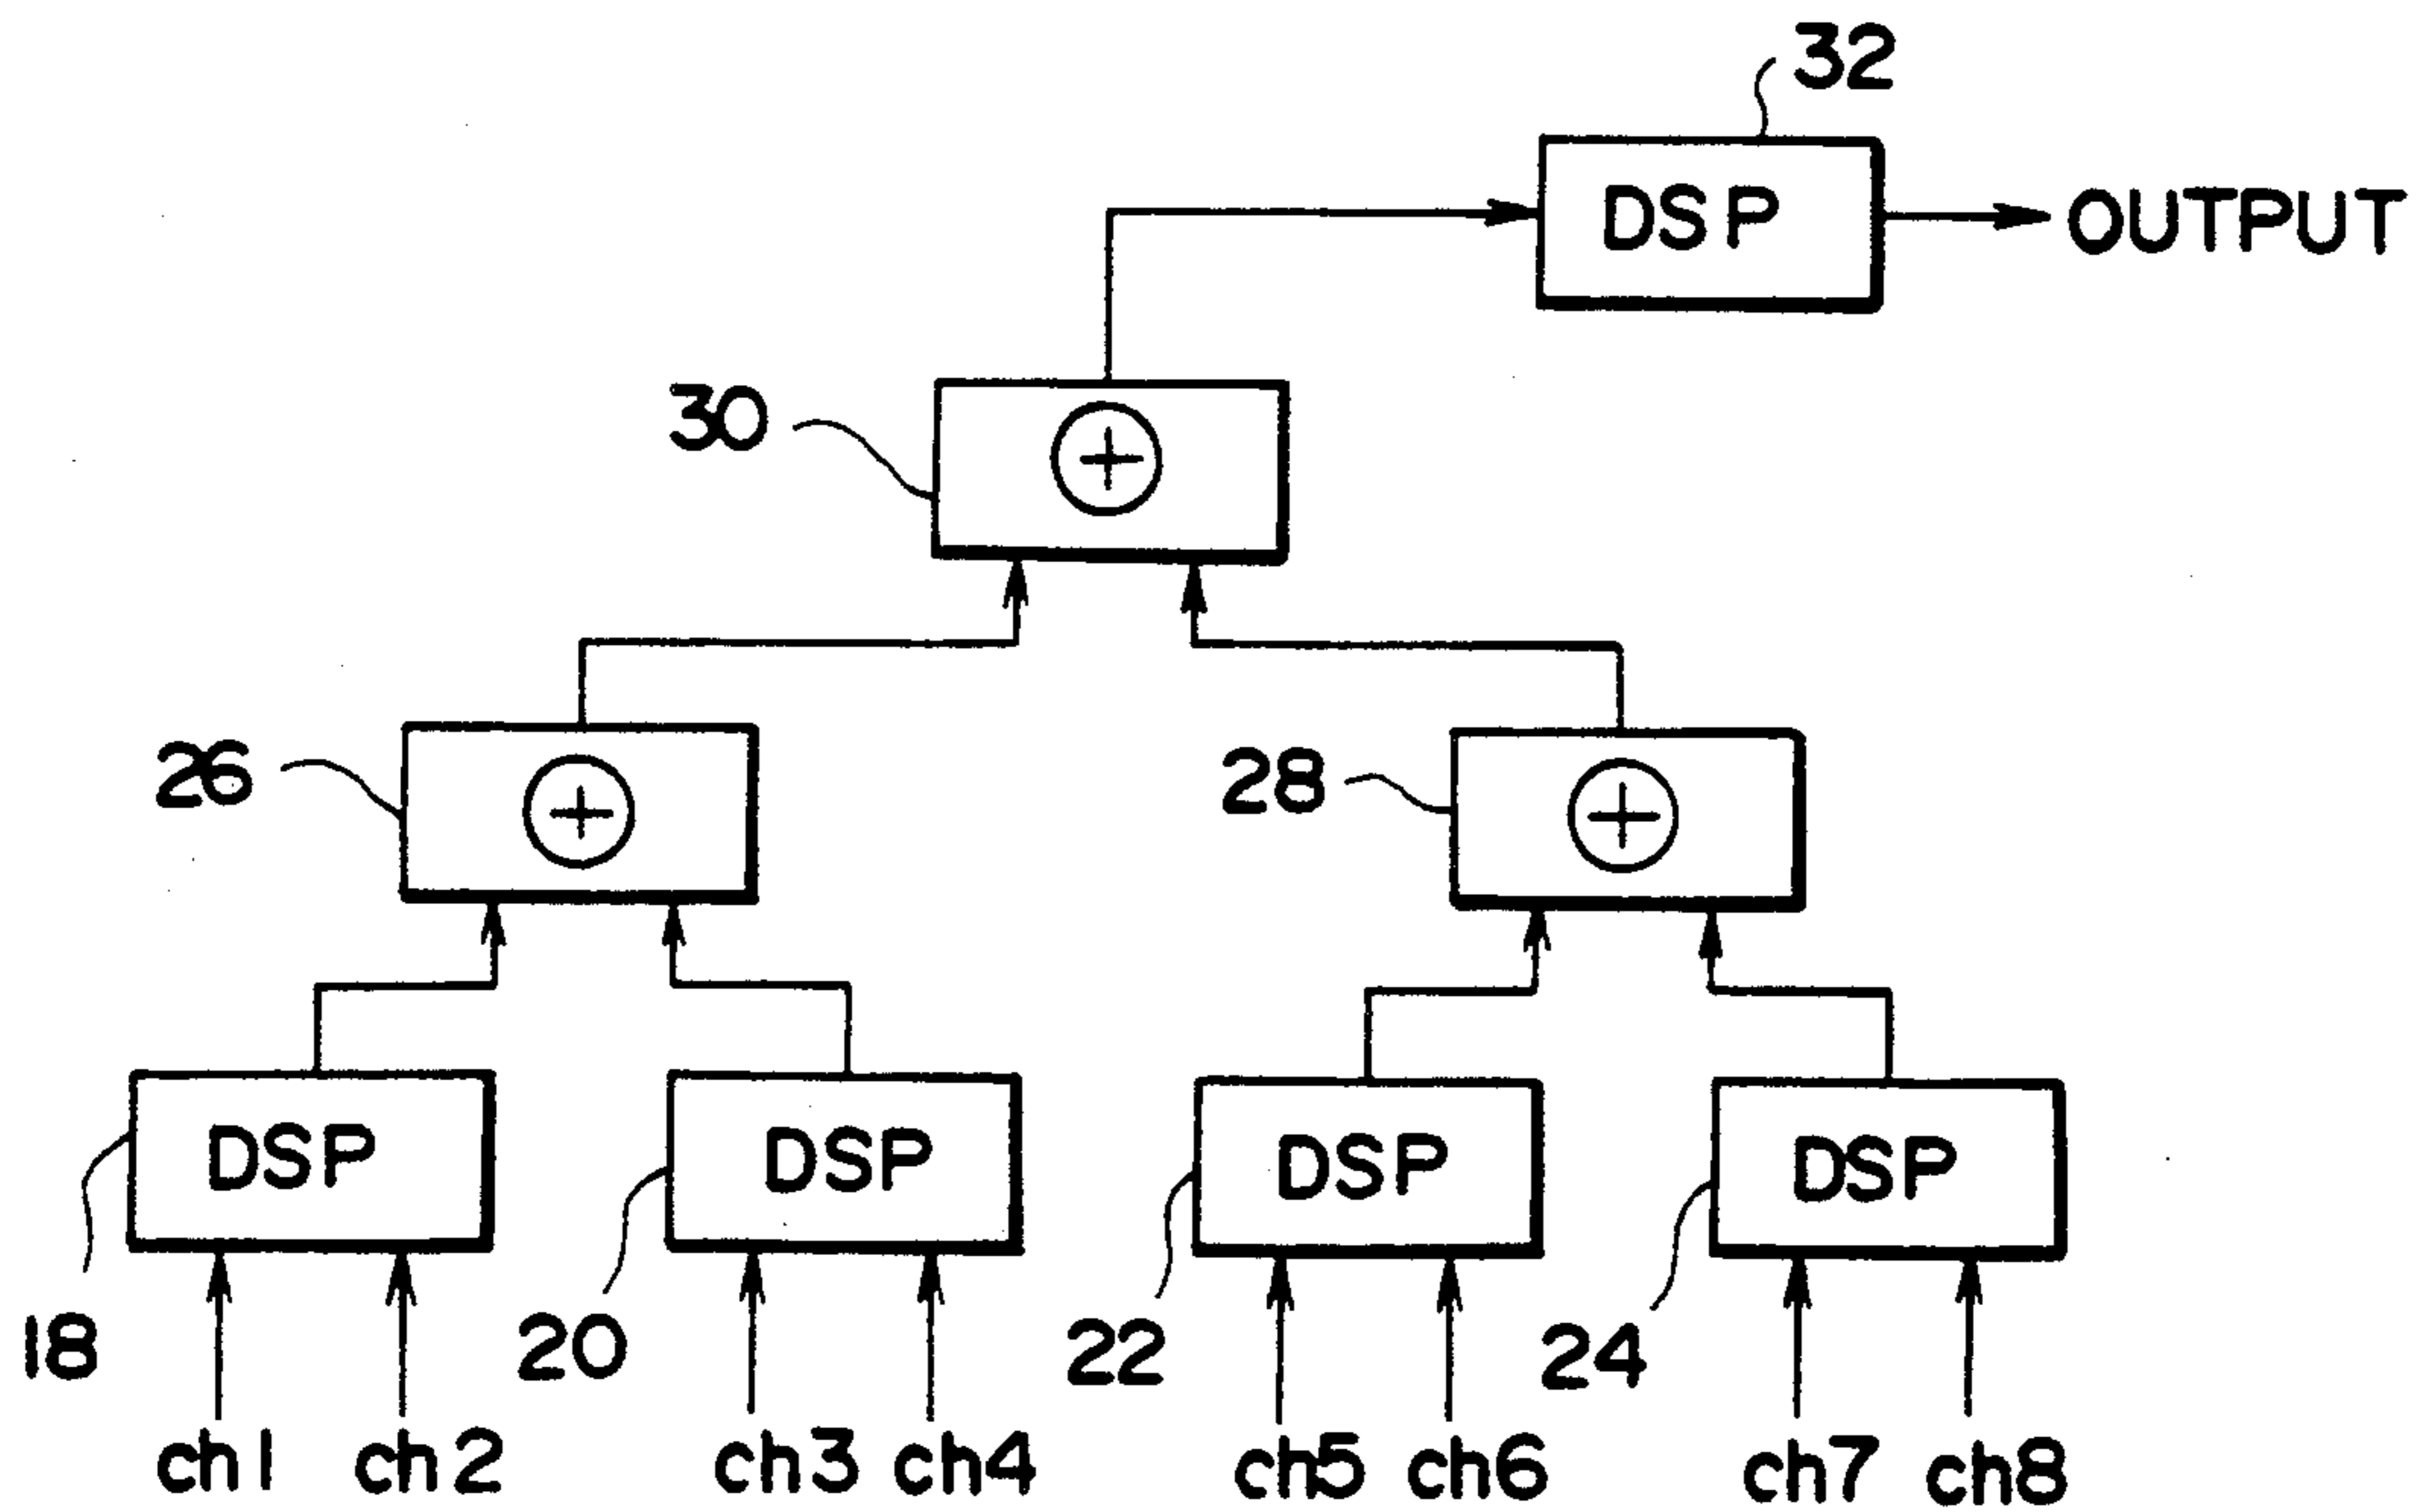 32
DSP
OUTPUT
30
+
26
+
28
+
DSP
DSP
DSP
DSP
18
20
22
24
ch1
ch2
ch3
ch4
ch5
ch6
ch7
ch8